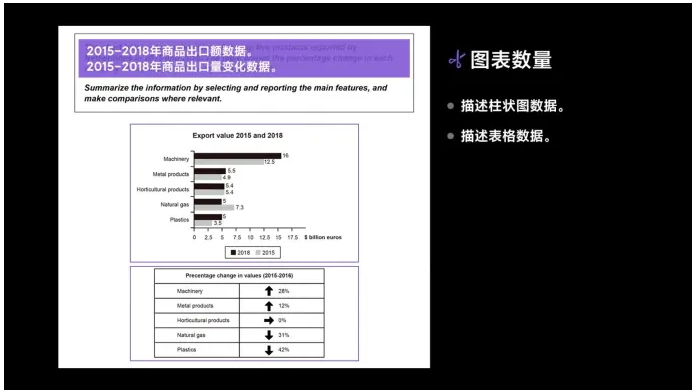 2015-2018年商品出口额数据。
2015-2018年商品出口量变化数据。
Summarize the information by selecting and reporting the main features, and
make comparisons where relevant.
Export value 2015 and 2018
Machinery 16
12.5
Metal products 5.5
4.9
Horticultural products 5.4
5.4
Natural gas 5
7.3
Plastics 5
3.5
0 2.5 5 7.5 10 12.5 15 17.5 $ billion euros
2018 2015
Precentage change in values (2015-2016)
Machinery 28%
Metal products 12%
Horticultural products 0%
Natural gas 31%
Plastics 42%
图表数量
描述柱状图数据。
描述表格数据。